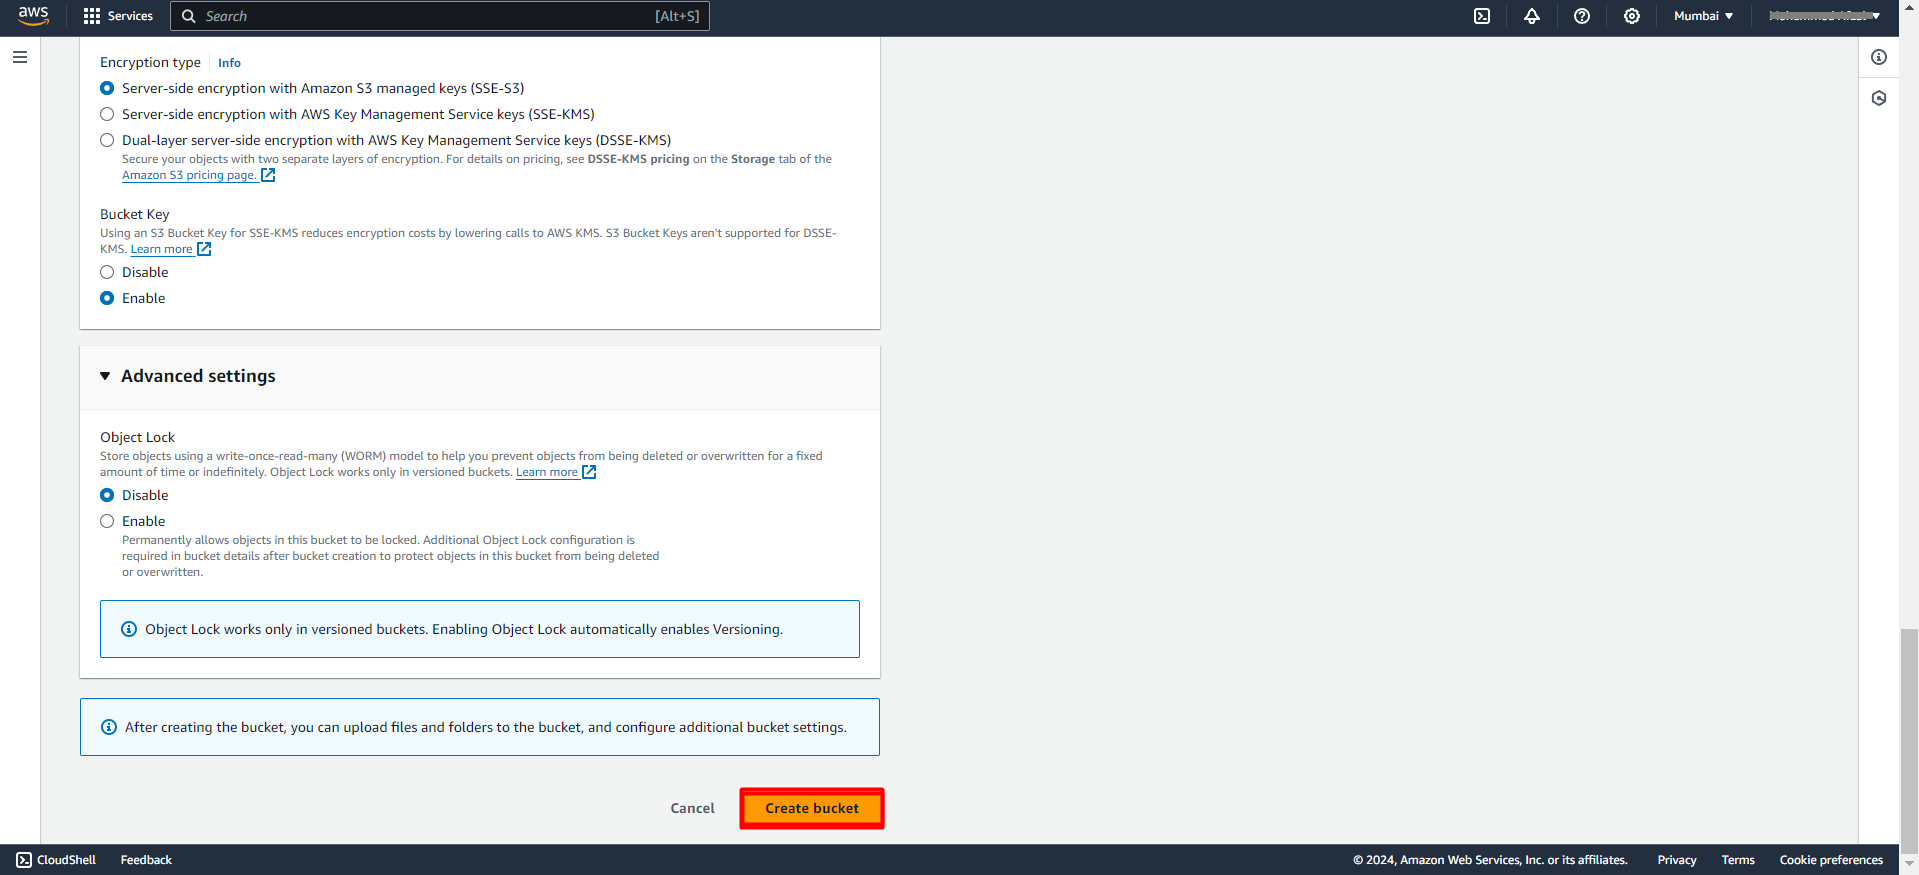 aws
Services
Search
[Alt+S]
Mumbai
Encryption type
Info
Server-side encryption with Amazon S3 managed keys (SSE-S3)
Server-side encryption with AWS Key Management Service keys (SSE-KMS)
Dual-layer server-side encryption with AWS Key Management Service keys (DSSE-KMS)
Secure your objects with two separate layers of encryption. For details on pricing, see DSSE-KMS pricing on the Storage tab of the
Amazon S3 pricing page.
Bucket Key
Using an S3 Bucket Key for SSE-KMS reduces encryption costs by lowering calls to AWS KMS. S3 Bucket Keys aren't supported for DSSE-
KMS. Learn more
Disable
Enable
Advanced settings
Object Lock
Store objects using a write-once-read-many (WORM) model to help you prevent objects from being deleted or overwritten for a fixed
amount of time or indefinitely. Object Lock works only in versioned buckets. Learn more
Disable
Enable
Permanently allows objects in this bucket to be locked. Additional Object Lock configuration is
required in bucket details after bucket creation to protect objects in this bucket from being deleted
or overwritten.
Object Lock works only in versioned buckets. Enabling Object Lock automatically enables Versioning.
After creating the bucket, you can upload files and folders to the bucket, and configure additional bucket settings.
Cancel
Create bucket
CloudShell
Feedback
© 2024, Amazon Web Services, Inc. or its affiliates.
Privacy
Terms
Cookie preferences